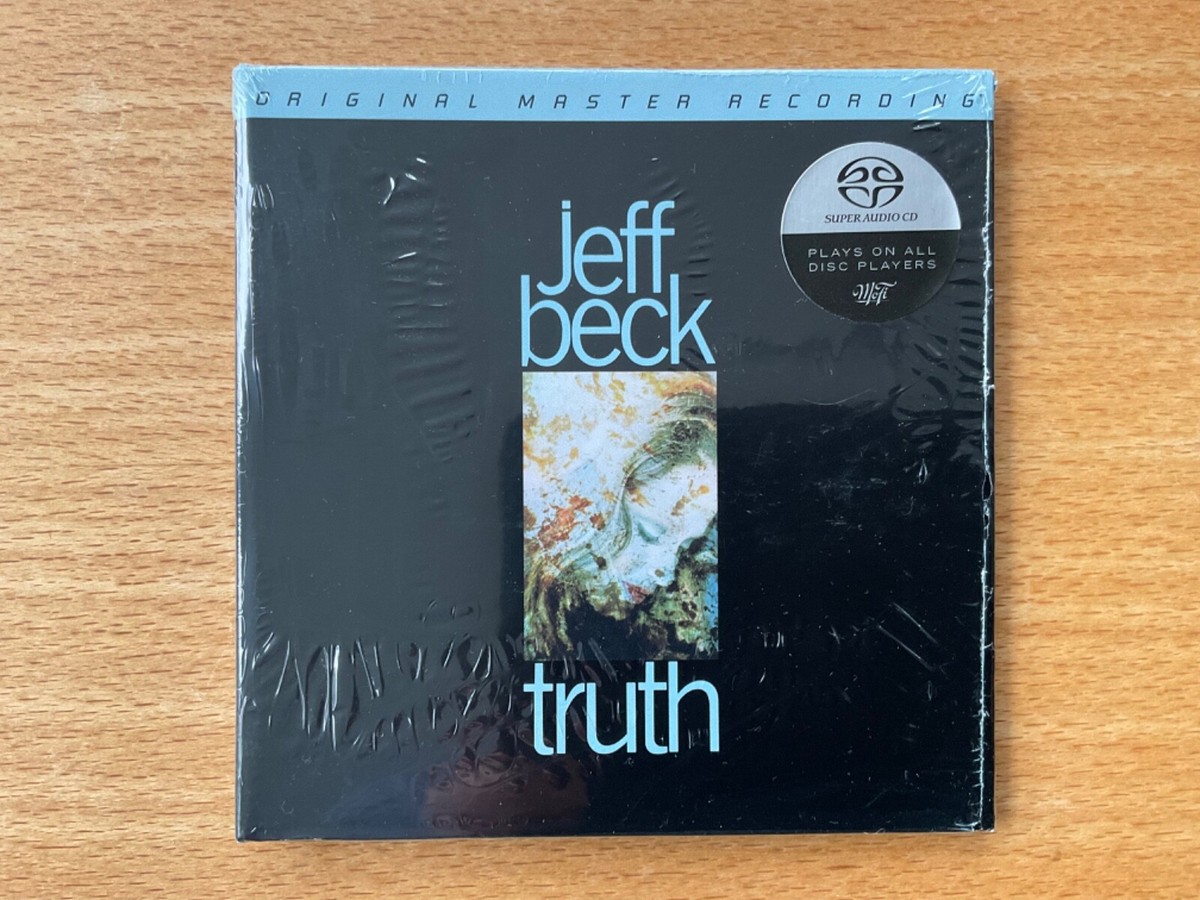 ORIGINAL MASTER RECORDING
SUPER AUDIO CD
PLAYS ON ALL
DISC PLAYERS
MoFi
jeff
beck
truth